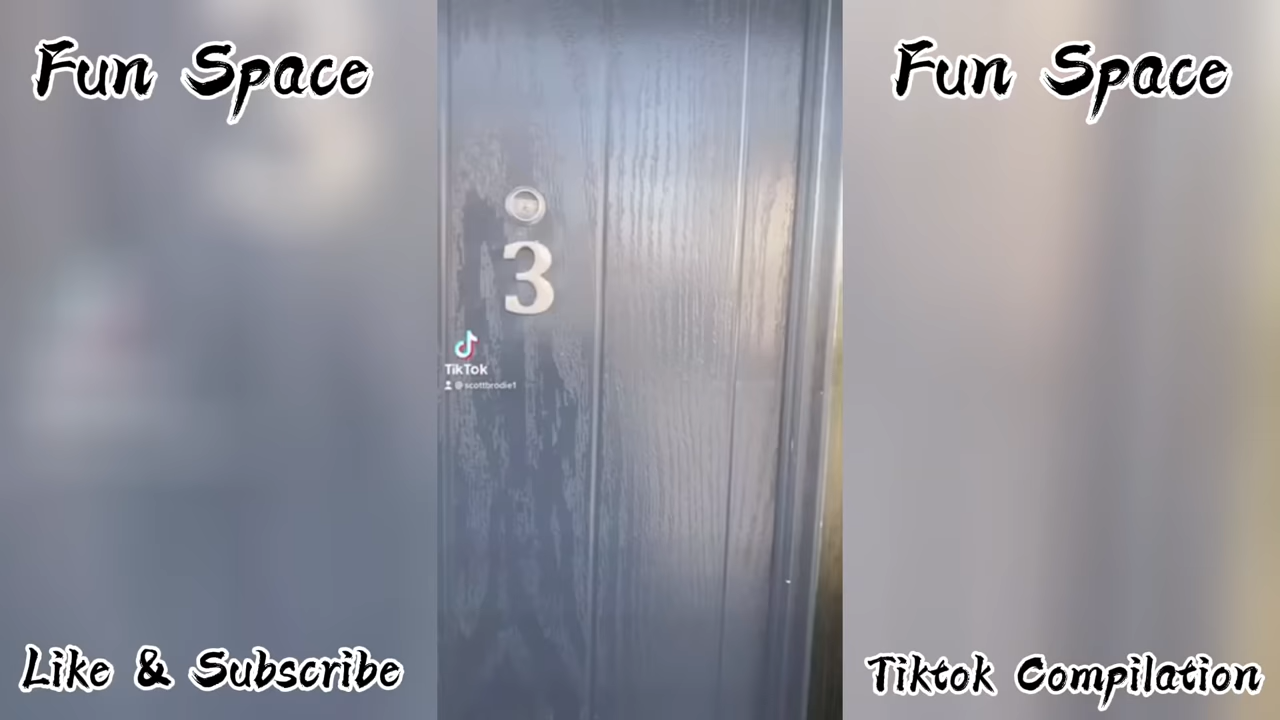 Fun Space
Fun Space
3
TikTok
@scottbrodie1
Like & Subscribe
Tiktok Compilation